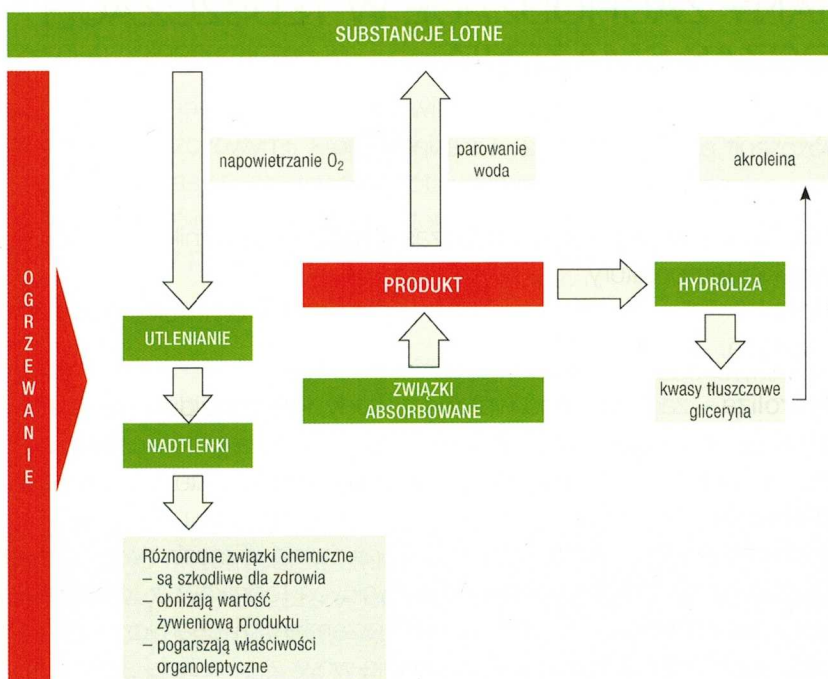 SUBSTANCJE LOTNE
OGRZEWANIE
napowietrzanie O₂
parowanie
woda
akroleina
PRODUKT
HYDROLIZA
UTLENIANIE
ZWIĄZKI
ABSORBOWANE
kwasy tłuszczowe
gliceryna
NADTLENKI
Różnorodne związki chemiczne
– są szkodliwe dla zdrowia
– obniżają wartość
żywieniową produktu
– pogarszają właściwości
organoleptyczne